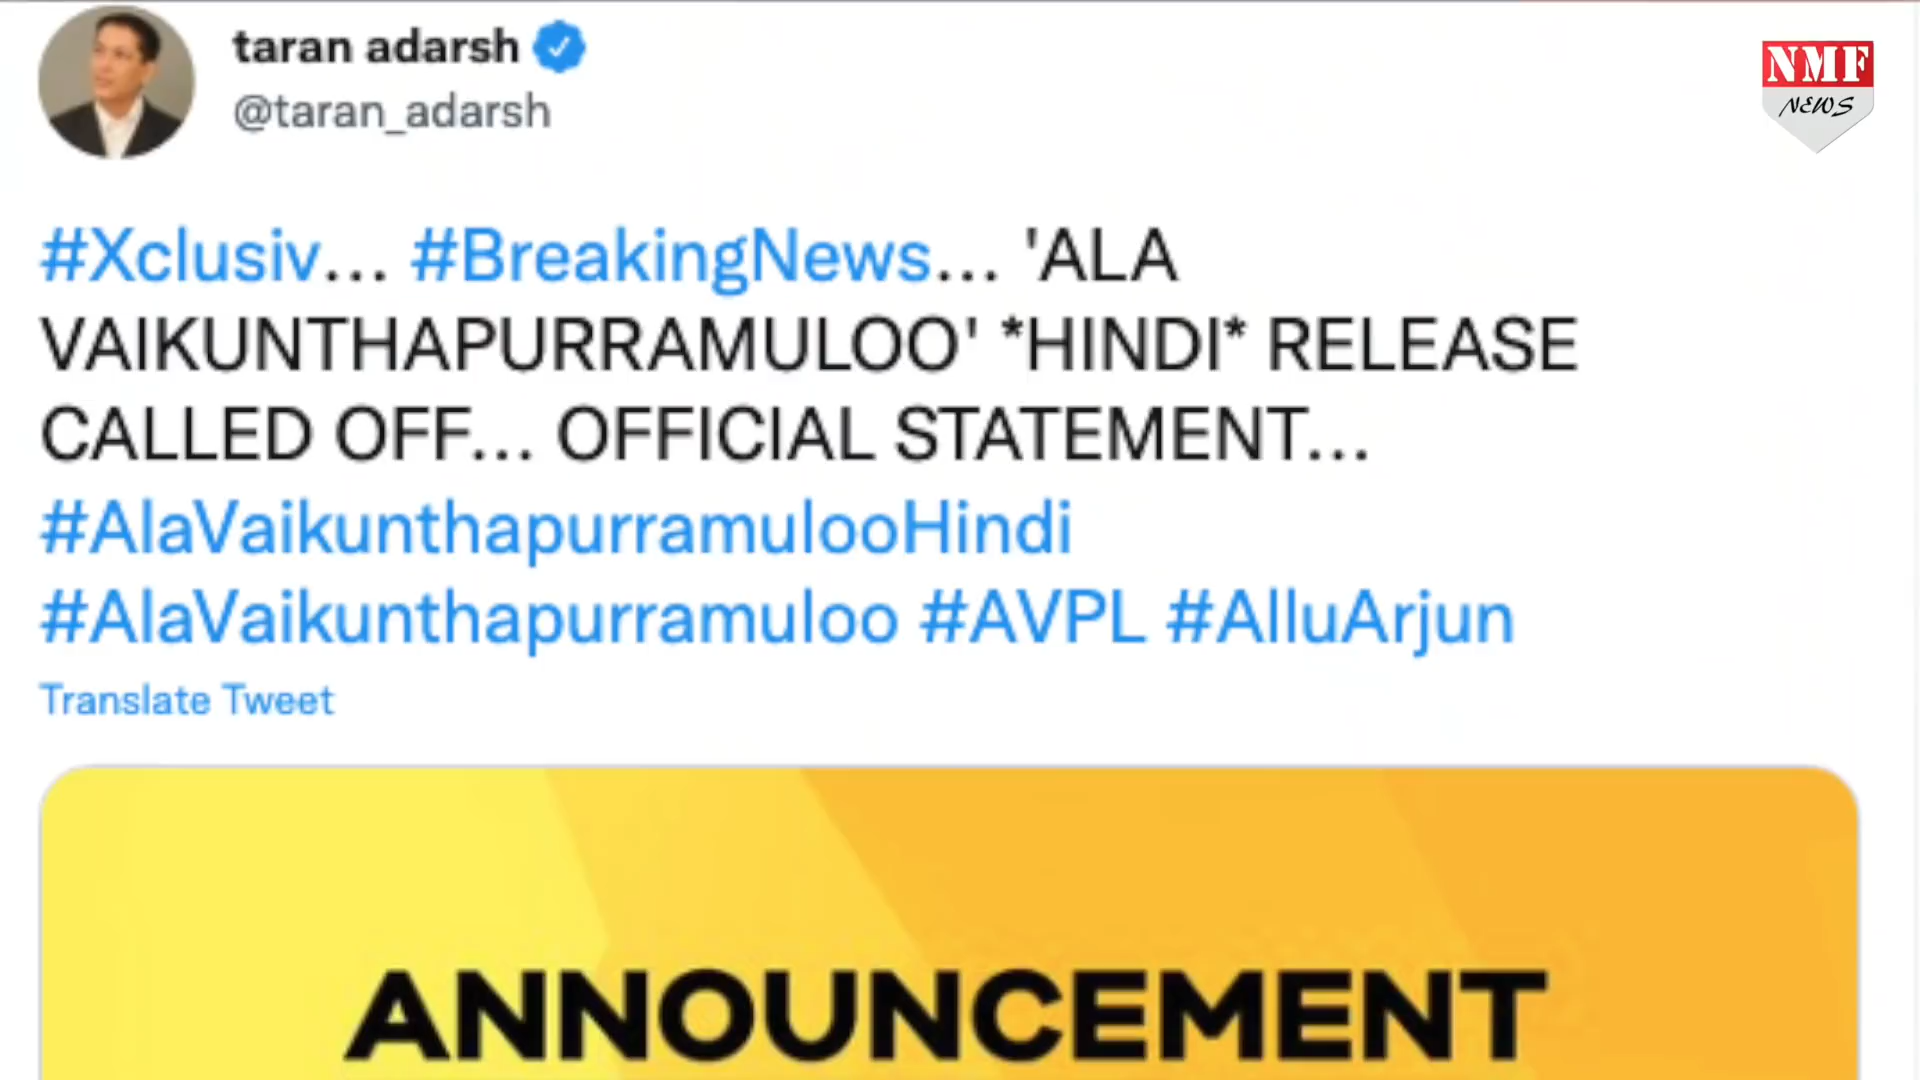 taran adarsh
@taran_adarsh
NMF
NEWS
#Xclusiv... #BreakingNews... 'ALA
VAIKUNTHAPURRAMULOO' *HINDI* RELEASE
CALLED OFF... OFFICIAL STATEMENT...
#AlaVaikunthapurramulooHindi
#AlaVaikunthapurramuloo #AVPL #AlluArjun
Translate Tweet
ANNOUNCEMENT